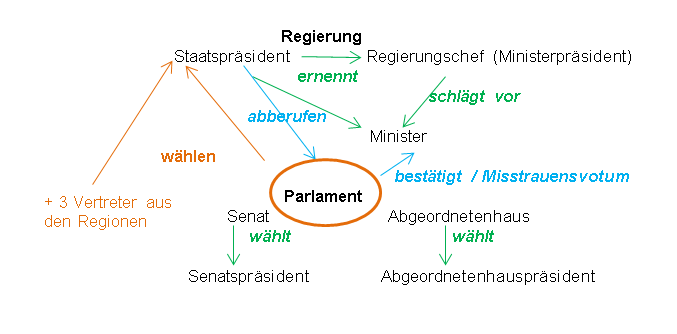 Regierung
Staatspräsident
Regierungschef (Ministerpräsident)
ernennt
schlägt vor
abberufen
Minister
wählen
bestätigt / Misstrauensvotum
Parlament
+ 3 Vertreter aus
den Regionen
Senat
Abgeordnetenhaus
wählt
wählt
Senatspräsident
Abgeordnetenhauspräsident